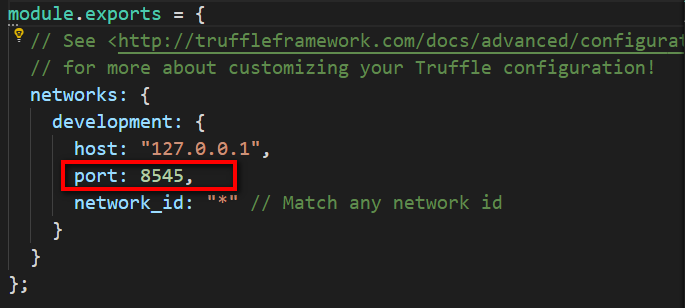 module.exports = {
// See <http://truffleframework.com/docs/advanced/configurat
// for more about customizing your Truffle configuration!
networks: {
development: {
host: "127.0.0.1",
port: 8545,
network_id: "*" // Match any network id
}
}
};